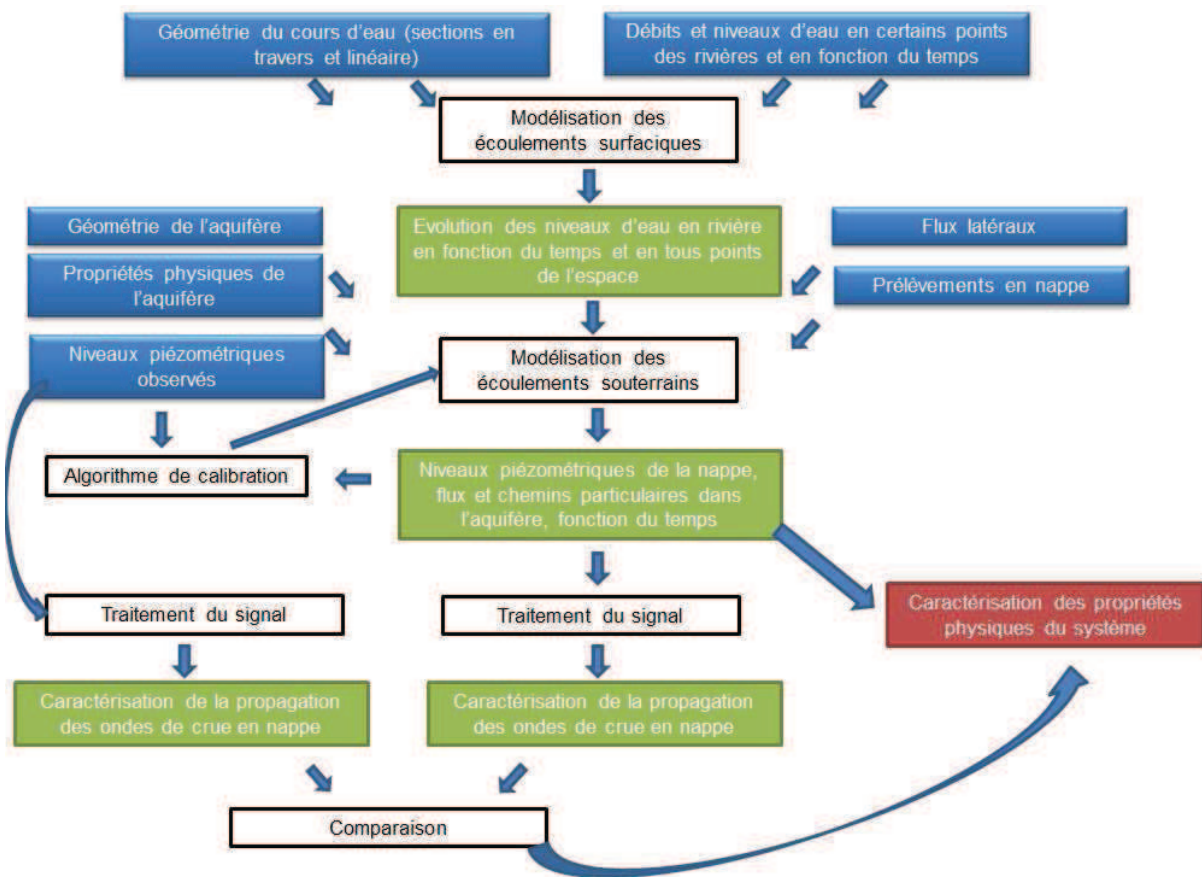 Géométrie du cours d'eau (sections en
travers et linéaire)
Débits et niveaux d'eau en certains points
des rivières et en fonction du temps
Modélisation des
écoulements surfaciques
Géométrie de l'aquifère
Propriétés physiques de
l'aquifère
Niveaux piézométriques
observés
Evolution des niveaux d'eau en rivière
en fonction du temps et en tous points
de l'espace
Flux latéraux
Prélèvements en nappe
Modélisation des
écoulements souterrains
Algorithme de calibration
Niveaux piézométriques de la nappe,
flux et chemins particulaires dans
l'aquifère, fonction du temps
Traitement du signal
Traitement du signal
Caractérisation des propriétés
physiques du système
Caractérisation de la propagation
des ondes de crue en nappe
Caractérisation de la propagation
des ondes de crue en nappe
Comparaison